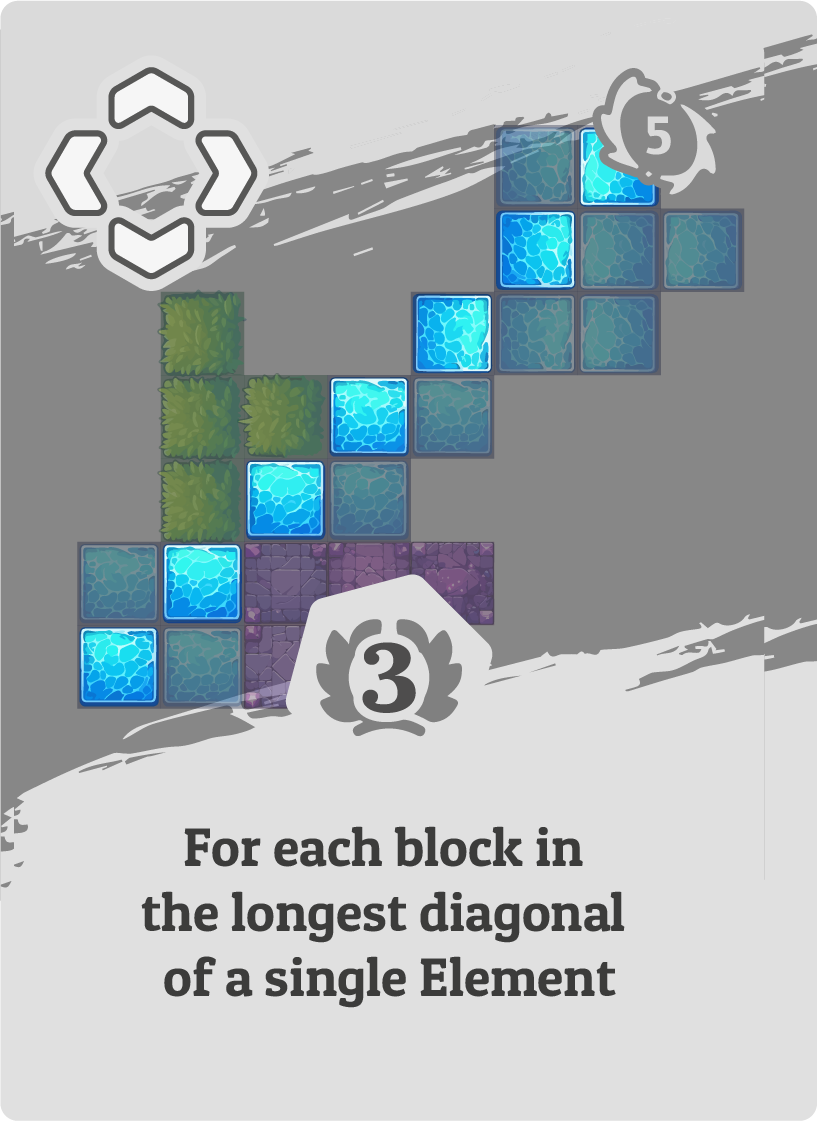 5
3
For each block in
the longest diagonal
of a single Element